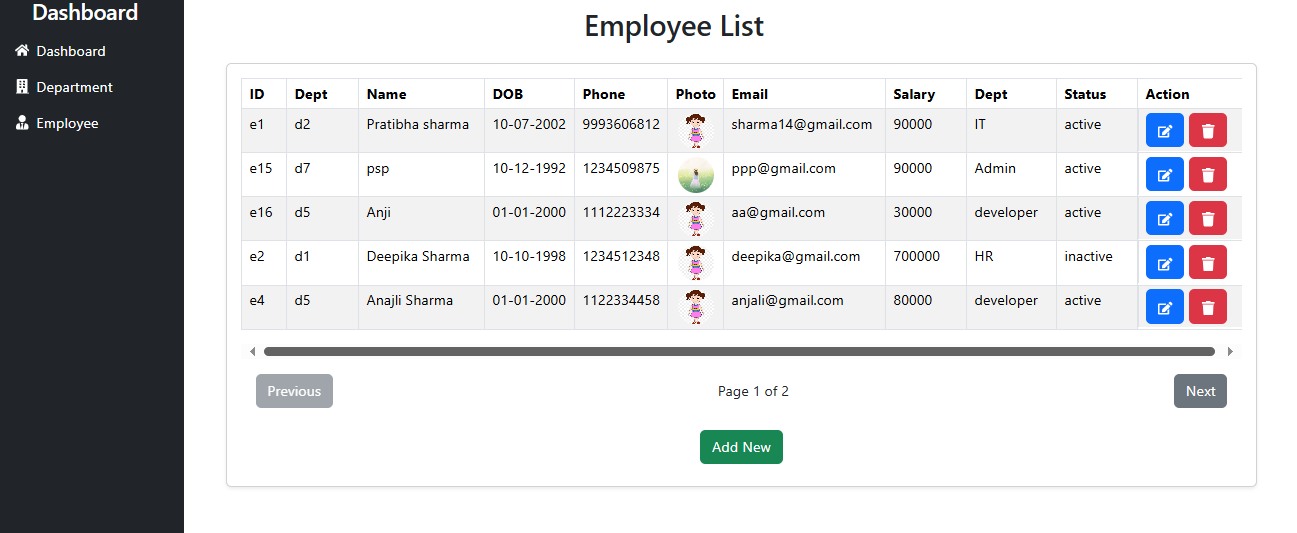 Dashboard
Dashboard
Department
Employee
Employee List
ID Dept Name DOB Phone Photo Email Salary Dept Status Action
e1 d2 Pratibha sharma 10-07-2002 9993606812 sharma14@gmail.com 90000 IT active
e15 d7 psp 10-12-1992 1234509875 ppp@gmail.com 90000 Admin active
e16 d5 Anji 01-01-2000 1112223334 aa@gmail.com 30000 developer active
e2 d1 Deepika Sharma 10-10-1998 1234512348 deepika@gmail.com 700000 HR inactive
e4 d5 Anajli Sharma 01-01-2000 1122334458 anjali@gmail.com 80000 developer active
Previous Page 1 of 2 Next
Add New